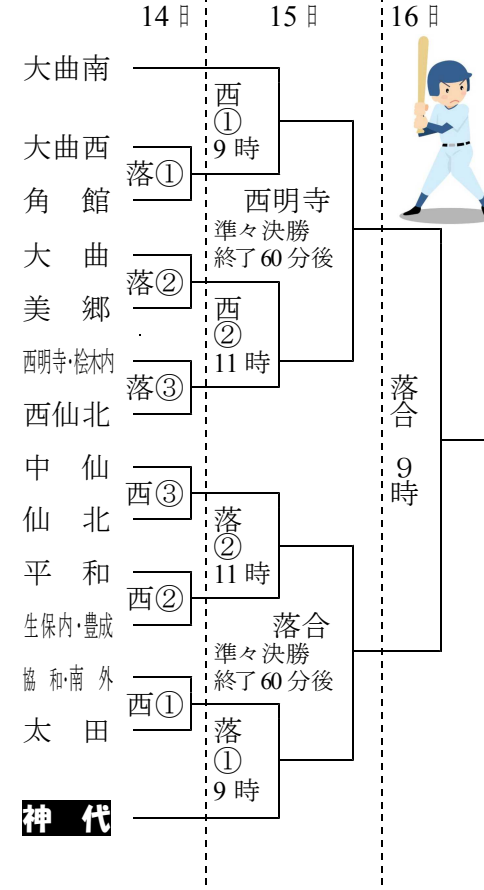 14日 15日 16日
大曲南
西①9時
大曲西
落①
角 館
西明寺
準々決勝
終了60分後
大 曲
落②
美 郷
西②11時
西明寺・桧木内
落③
西仙北
落合 9時
中 仙
西③
仙 北
落②11時
平 和
西②
生保内・豊成
落合
準々決勝
終了60分後
協 和・南 外
西①
太 田
落①9時
神 代